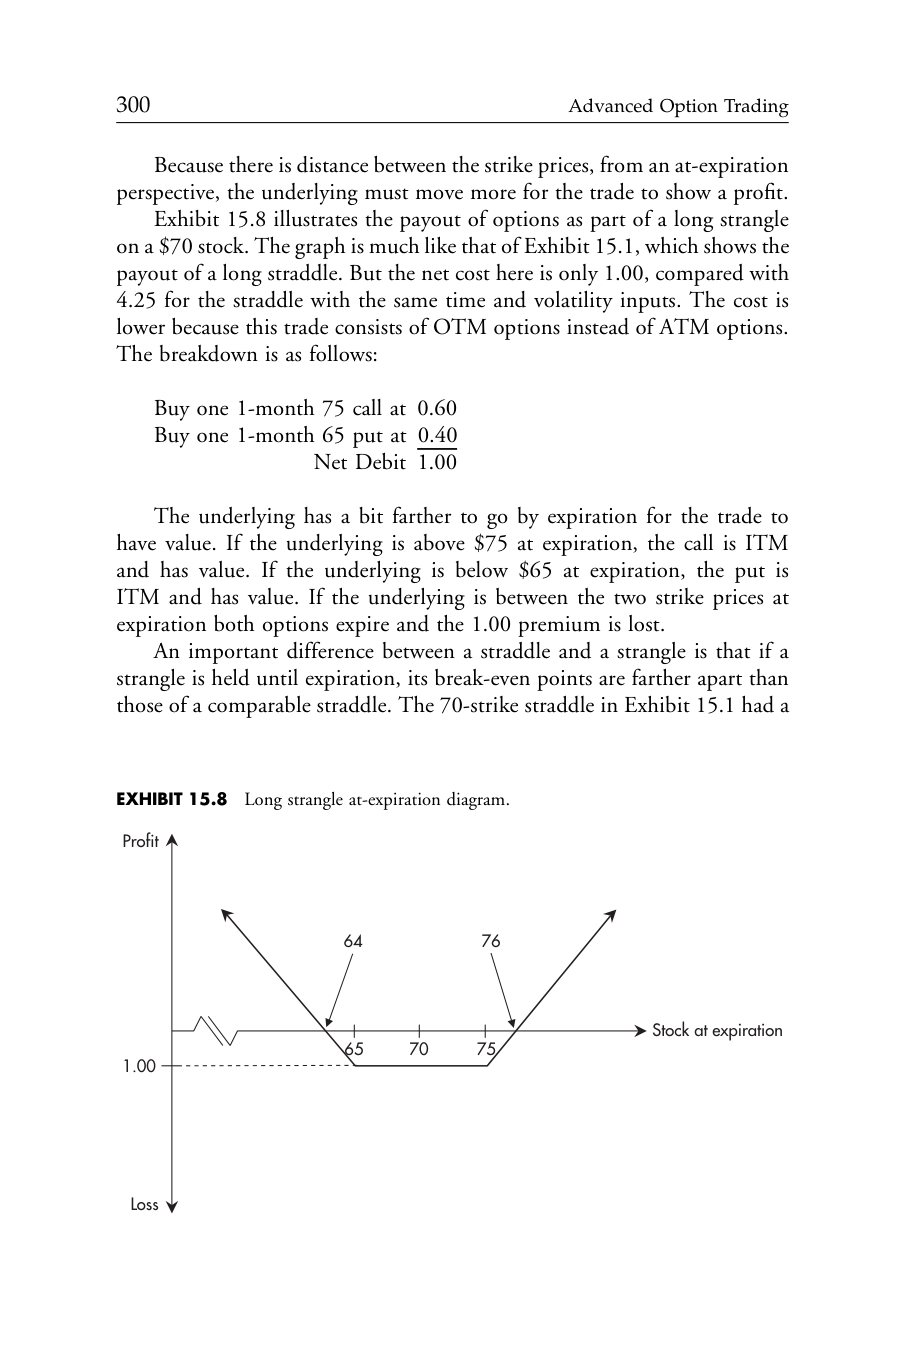 300 Advanced Option Trading
Because there is distance between the strike prices, from an at-expiration
perspective, the underlying must move more for the trade to show a profit.
Exhibit 15.8 illustrates the payout of options as part of a long strangle
on a $70 stock. The graph is much like that of Exhibit 15.1, which shows the
payout of a long straddle. But the net cost here is only 1.00, compared with
4.25 for the straddle with the same time and volatility inputs. The cost is
lower because this trade consists of OTM options instead of ATM options.
The breakdown is as follows:
Buy one 1-month 75 call at 0.60
Buy one 1-month 65 put at 0.40
Net Debit 1.00
The underlying has a bit farther to go by expiration for the trade to
have value. If the underlying is above $75 at expiration, the call is ITM
and has value. If the underlying is below $65 at expiration, the put is
ITM and has value. If the underlying is between the two strike prices at
expiration both options expire and the 1.00 premium is lost.
An important difference between a straddle and a strangle is that if a
strangle is held until expiration, its break-even points are farther apart than
those of a comparable straddle. The 70-strike straddle in Exhibit 15.1 had a
EXHIBIT 15.8 Long strangle at-expiration diagram.
Profit
64 76
Stock at expiration
65 70 75
1.00
Loss